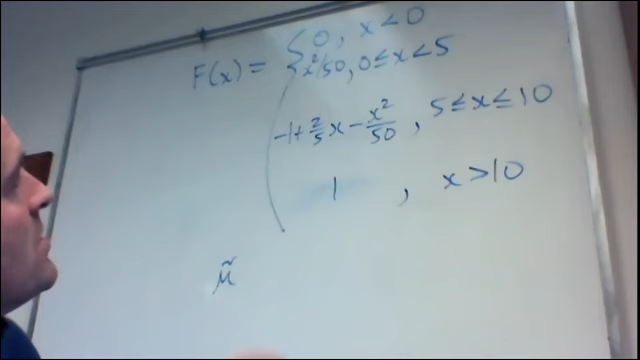 F(x) = { 0, x < 0
x²/50, 0 ≤ x < 5
-1 + 2/5 x - x²/50, 5 ≤ x ≤ 10
1, x > 10
μ̃